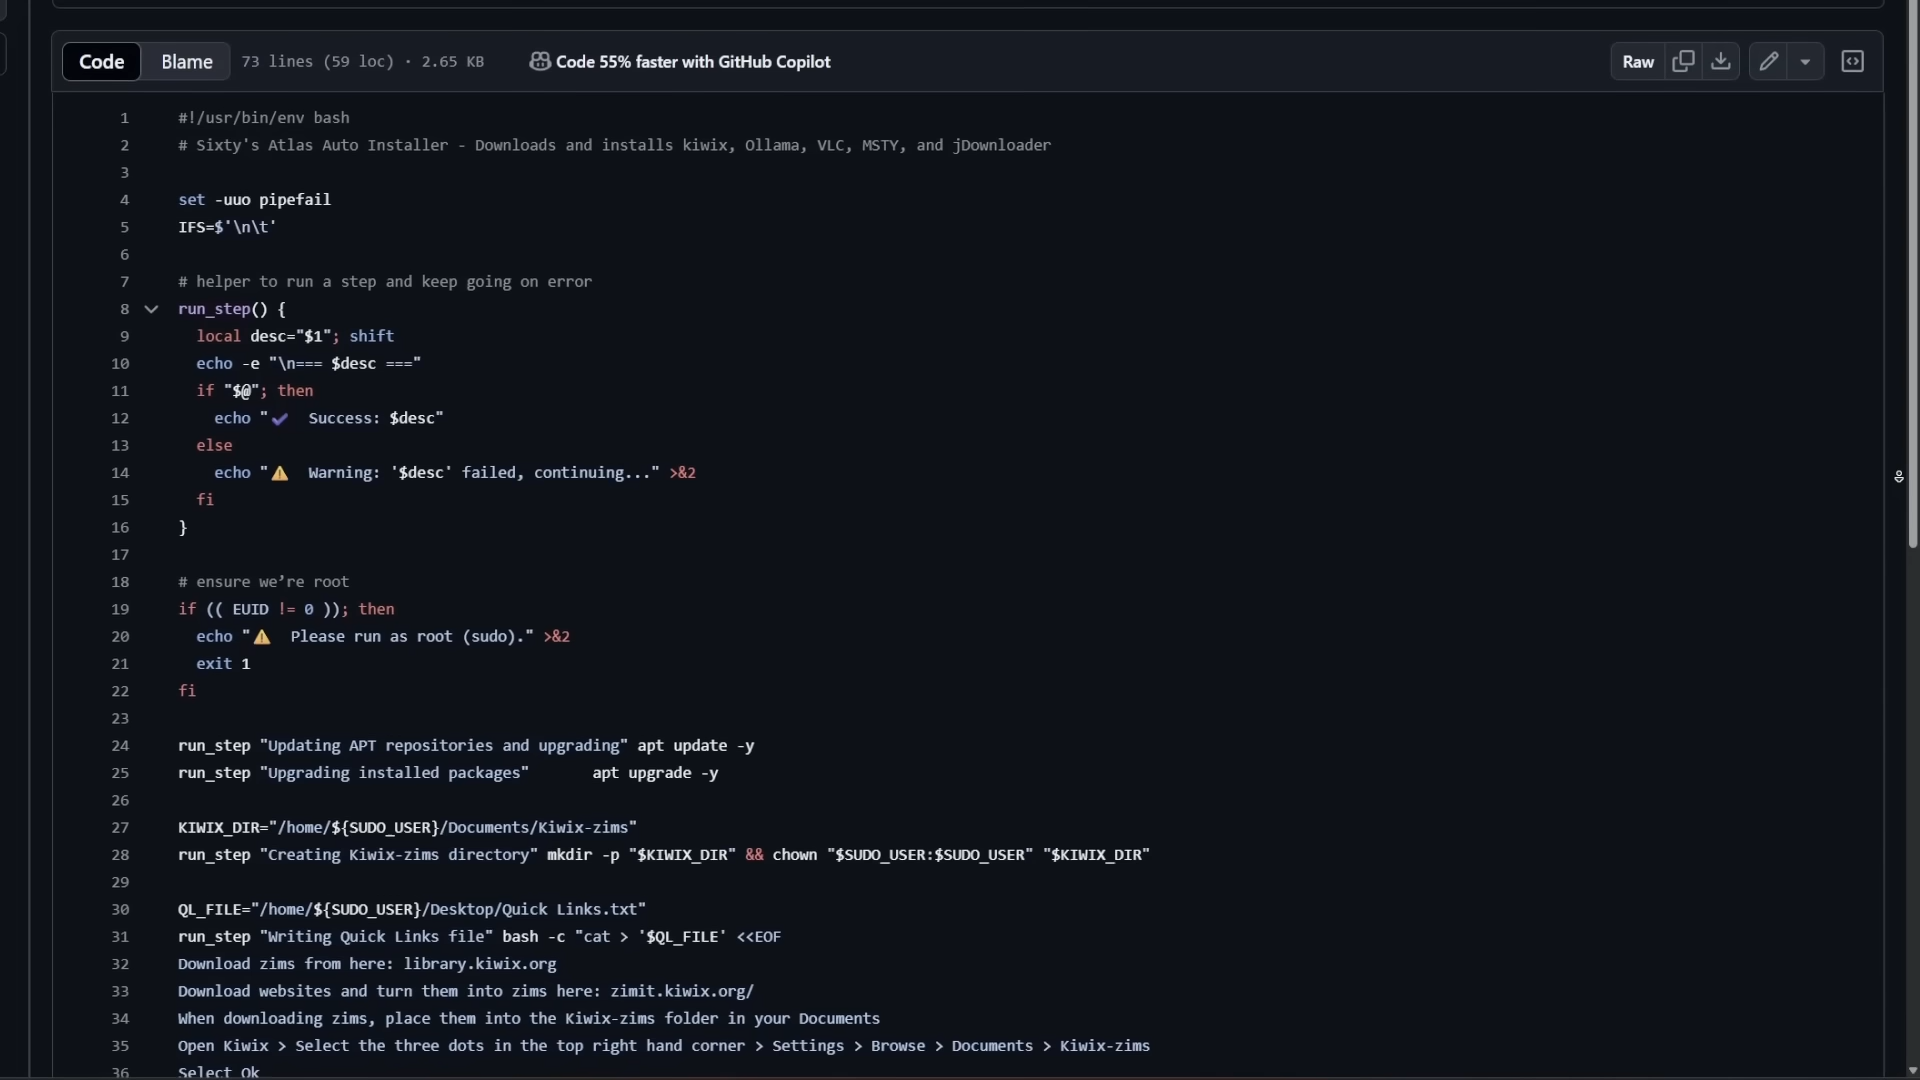 Code Blame 73 lines (59 loc) · 2.65 KB Code 55% faster with GitHub Copilot Raw
1 #!/usr/bin/env bash
2 # Sixty's Atlas Auto Installer - Downloads and installs kiwix, Ollama, VLC, MSTY, and jDownloader
3
4 set -uuo pipefail
5 IFS=$'\n\t'
6
7 # helper to run a step and keep going on error
8 run_step() {
9 local desc="$1"; shift
10 echo -e "\n=== $desc ==="
11 if "$@"; then
12 echo "✔ Success: $desc"
13 else
14 echo "⚠ Warning: '$desc' failed, continuing..." >&2
15 fi
16 }
17
18 # ensure we’re root
19 if (( EUID != 0 )); then
20 echo "⚠ Please run as root (sudo)." >&2
21 exit 1
22 fi
23
24 run_step "Updating APT repositories and upgrading" apt update -y
25 run_step "Upgrading installed packages" apt upgrade -y
26
27 KIWIX_DIR="/home/${SUDO_USER}/Documents/Kiwix-zims"
28 run_step "Creating Kiwix-zims directory" mkdir -p "$KIWIX_DIR" && chown "$SUDO_USER:$SUDO_USER" "$KIWIX_DIR"
29
30 QL_FILE="/home/${SUDO_USER}/Desktop/Quick Links.txt"
31 run_step "Writing Quick Links file" bash -c "cat > '$QL_FILE' <<EOF
32 Download zims from here: library.kiwix.org
33 Download websites and turn them into zims here: zimit.kiwix.org/
34 When downloading zims, place them into the Kiwix-zims folder in your Documents
35 Open Kiwix > Select the three dots in the top right hand corner > Settings > Browse > Documents > Kiwix-zims
36 Select Ok